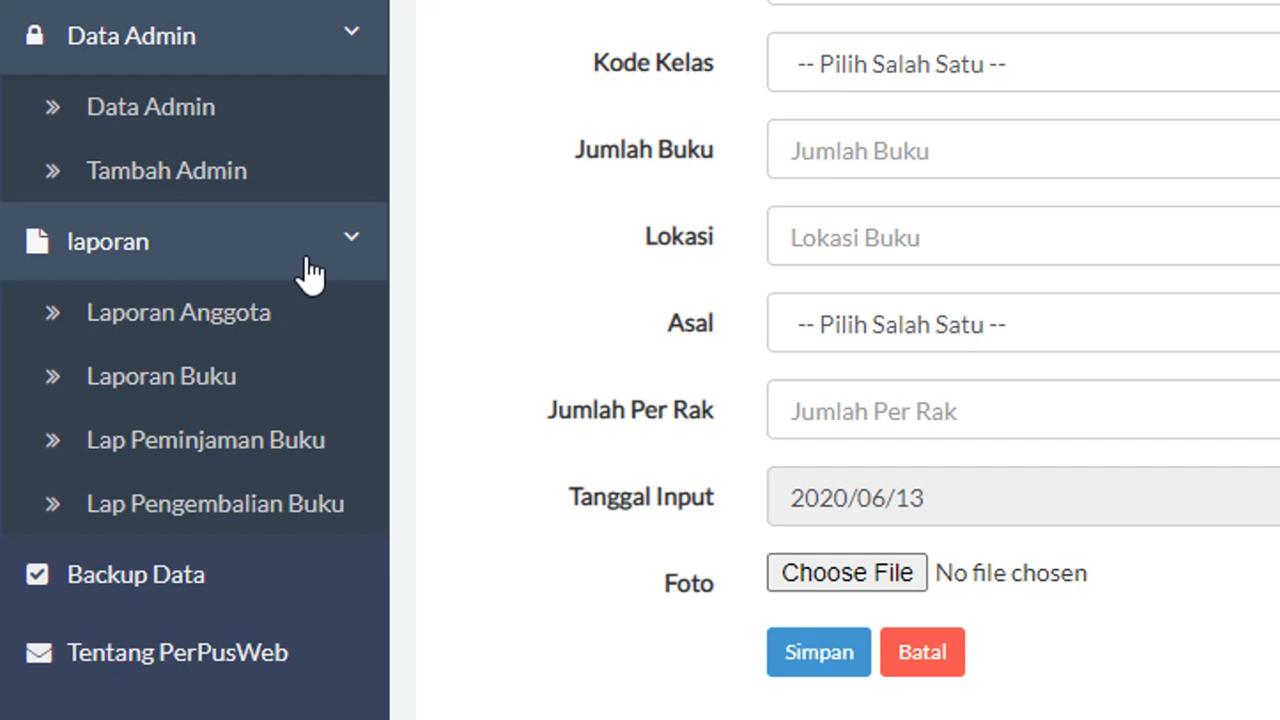 Data Admin
Data Admin
Tambah Admin
laporan
Laporan Anggota
Laporan Buku
Lap Peminjaman Buku
Lap Pengembalian Buku
Backup Data
Tentang PerPusWeb
Kode Kelas -- Pilih Salah Satu --
Jumlah Buku Jumlah Buku
Lokasi Lokasi Buku
Asal -- Pilih Salah Satu --
Jumlah Per Rak Jumlah Per Rak
Tanggal Input 2020/06/13
Foto Choose File No file chosen
Simpan Batal